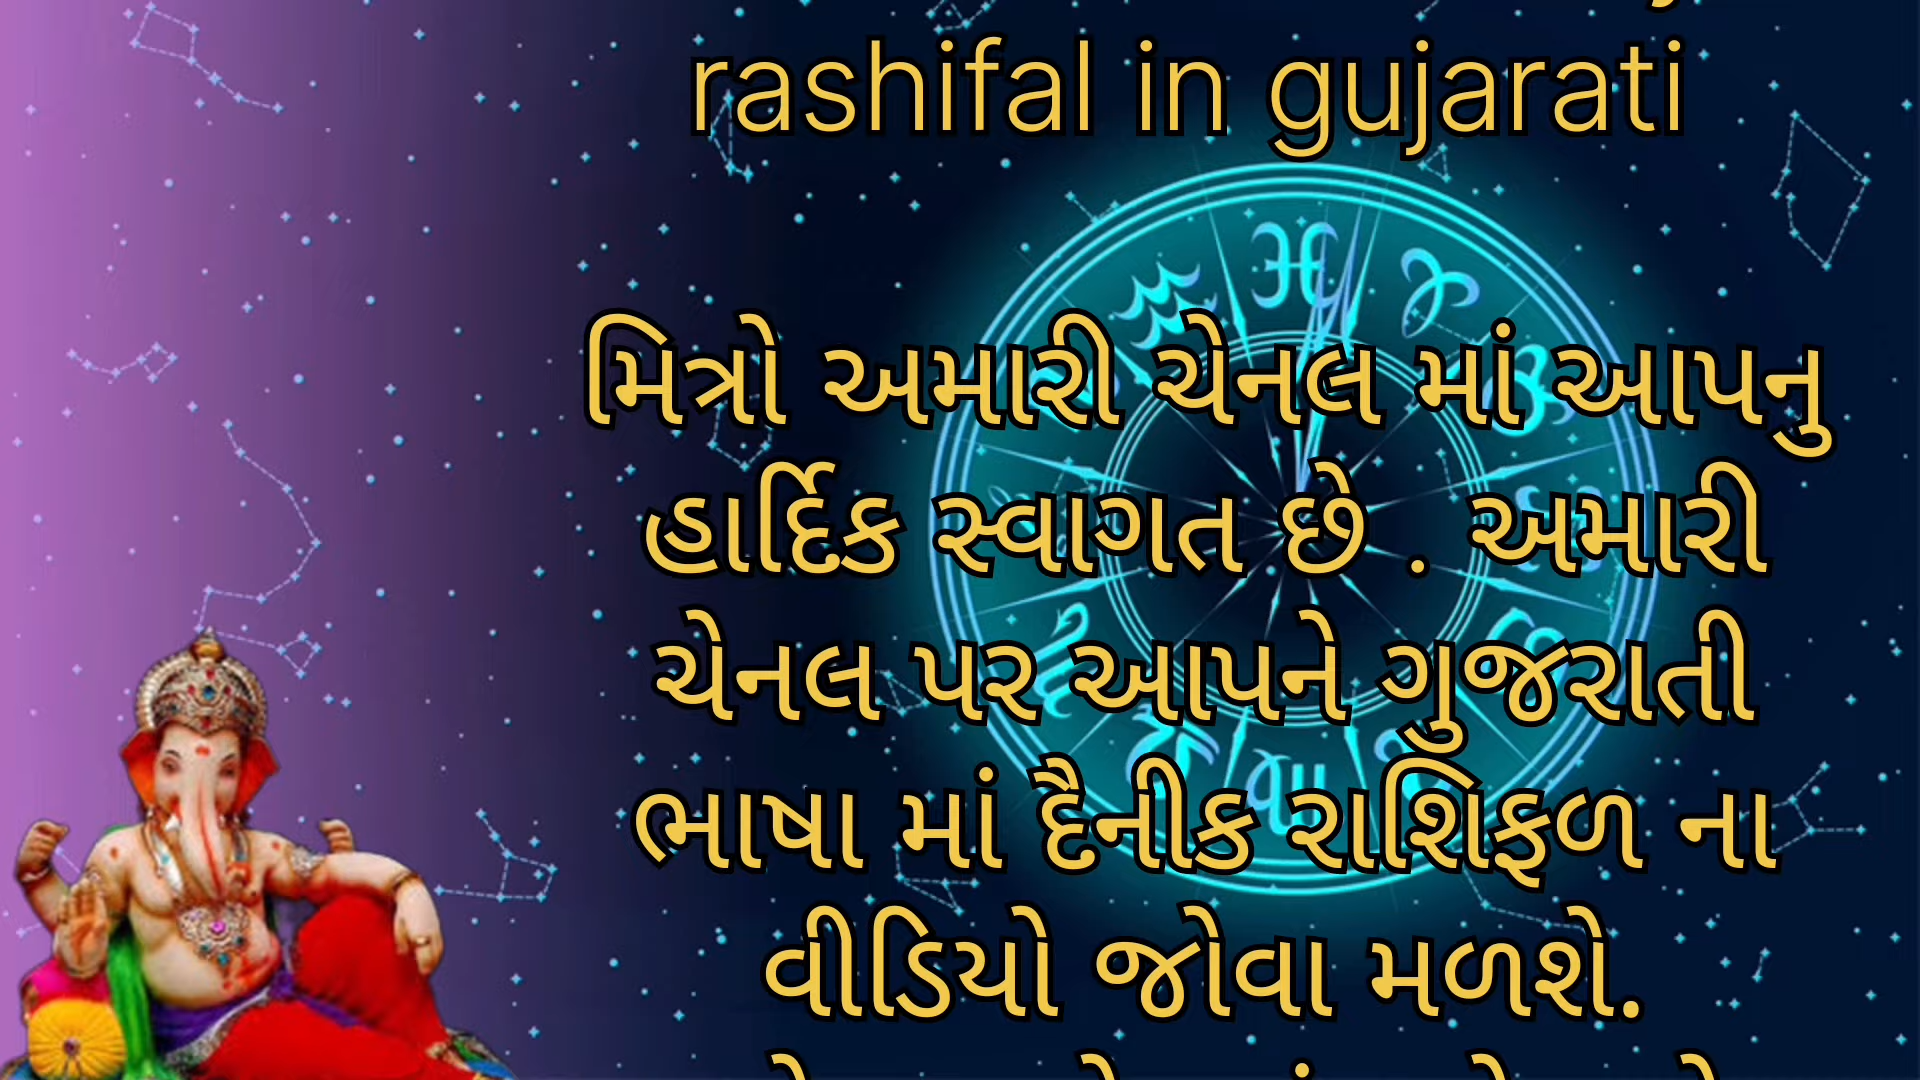 rashifal in gujarati
મિત્રો અમારી ચેનલ માં આપનુ
હાર્દિક સ્વાગત છે . અમારી
ચેનલ પર આપને ગુજરાતી
ભાષા માં દૈનીક રાશિફળ ના
વીડિયો જોવા મળશે.